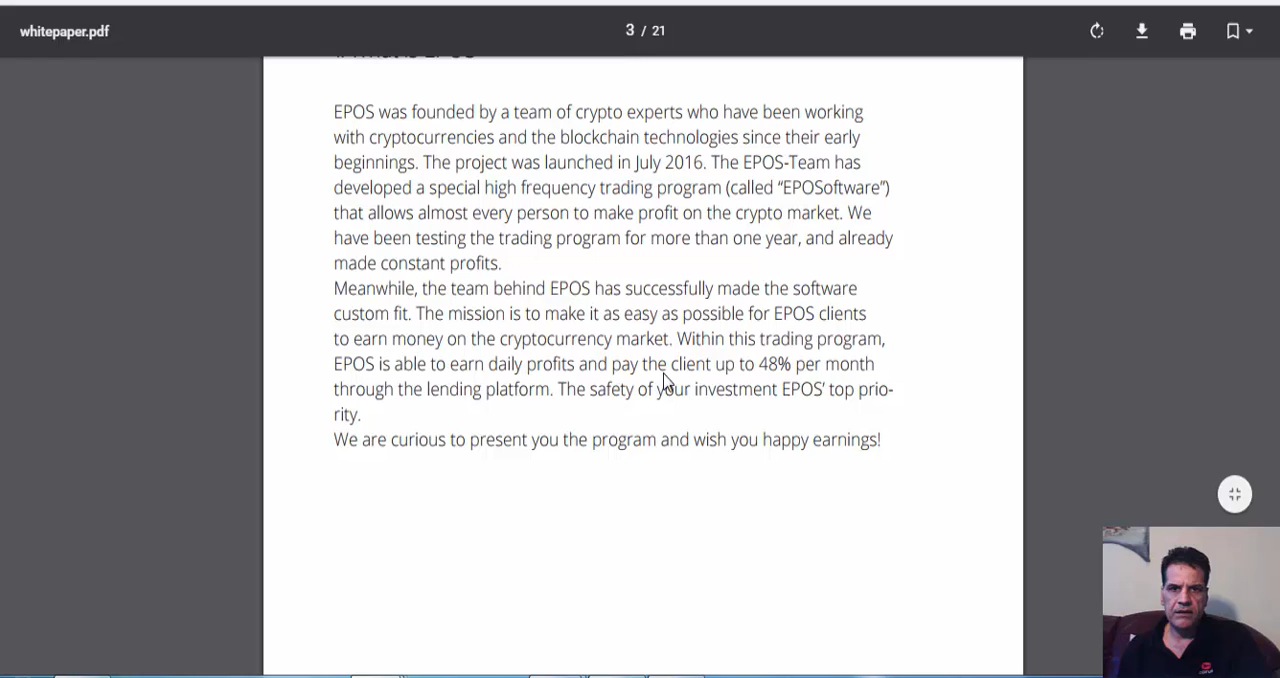 whitepaper.pdf
3 / 21
EPOS was founded by a team of crypto experts who have been working
with cryptocurrencies and the blockchain technologies since their early
beginnings. The project was launched in July 2016. The EPOS-Team has
developed a special high frequency trading program (called “EPOSoftware”)
that allows almost every person to make profit on the crypto market. We
have been testing the trading program for more than one year, and already
made constant profits.
Meanwhile, the team behind EPOS has successfully made the software
custom fit. The mission is to make it as easy as possible for EPOS clients
to earn money on the cryptocurrency market. Within this trading program,
EPOS is able to earn daily profits and pay the client up to 48% per month
through the lending platform. The safety of your investment EPOS’ top prio-
rity.
We are curious to present you the program and wish you happy earnings!